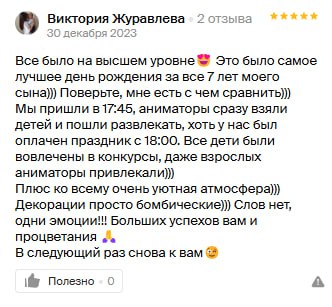 Виктория Журавлева • 2 отзыва
30 декабря 2023
Все было на высшем уровне😍 Это было самое
лучшее день рождения за все 7 лет моего
сына))) Поверьте, мне есть с чем сравнить)))
Мы пришли в 17:45, аниматоры сразу взяли
детей и пошли развлекать, хоть у нас был
оплачен праздник с 18:00. Все дети были
вовлечены в конкурсы, даже взрослых
аниматоры привлекали)))
Плюс ко всему очень уютная атмосфера)))
Декорации просто бомбические))) Слов нет,
одни эмоции!!! Больших успехов вам и
процветания 🙏
В следующий раз снова к вам😉
Полезно • 0